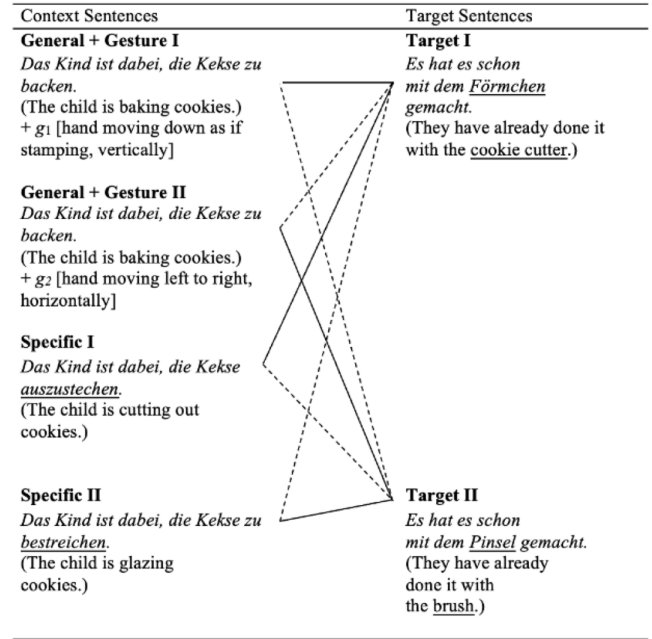 Context Sentences
Target Sentences
General + Gesture I
Das Kind ist dabei, die Kekse zu
backen.
(The child is baking cookies.)
+ g1 [hand moving down as if
stamping, vertically]
Target I
Es hat es schon
mit dem Förmchen
gemacht.
(They have already done it
with the cookie cutter.)
General + Gesture II
Das Kind ist dabei, die Kekse zu
backen.
(The child is baking cookies.)
+ g2 [hand moving left to right,
horizontally]
Specific I
Das Kind ist dabei, die Kekse
auszustechen.
(The child is cutting out
cookies.)
Specific II
Das Kind ist dabei, die Kekse zu
bestreichen.
(The child is glazing
cookies.)
Target II
Es hat es schon
mit dem Pinsel gemacht.
(They have already
done it with
the brush.)